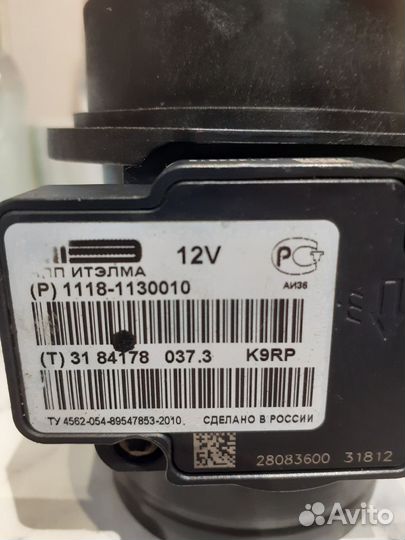 12V
ИТЭЛМА
АИ36
(P) 1118-1130010
(T) 31 84178 037.3 K9RP
ТУ 4562-054-89547853-2010. СДЕЛАНО В РОССИИ
28083600 31812
Avito